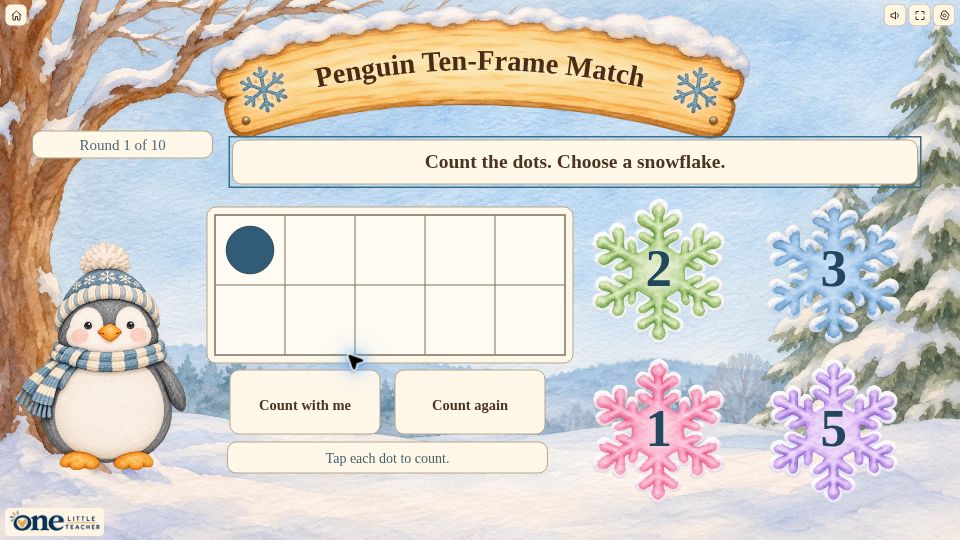 Penguin Ten-Frame Match
Round 1 of 10
Count the dots. Choose a snowflake.
2
3
1
5
Count with me
Count again
Tap each dot to count.
one LITTLE TEACHER